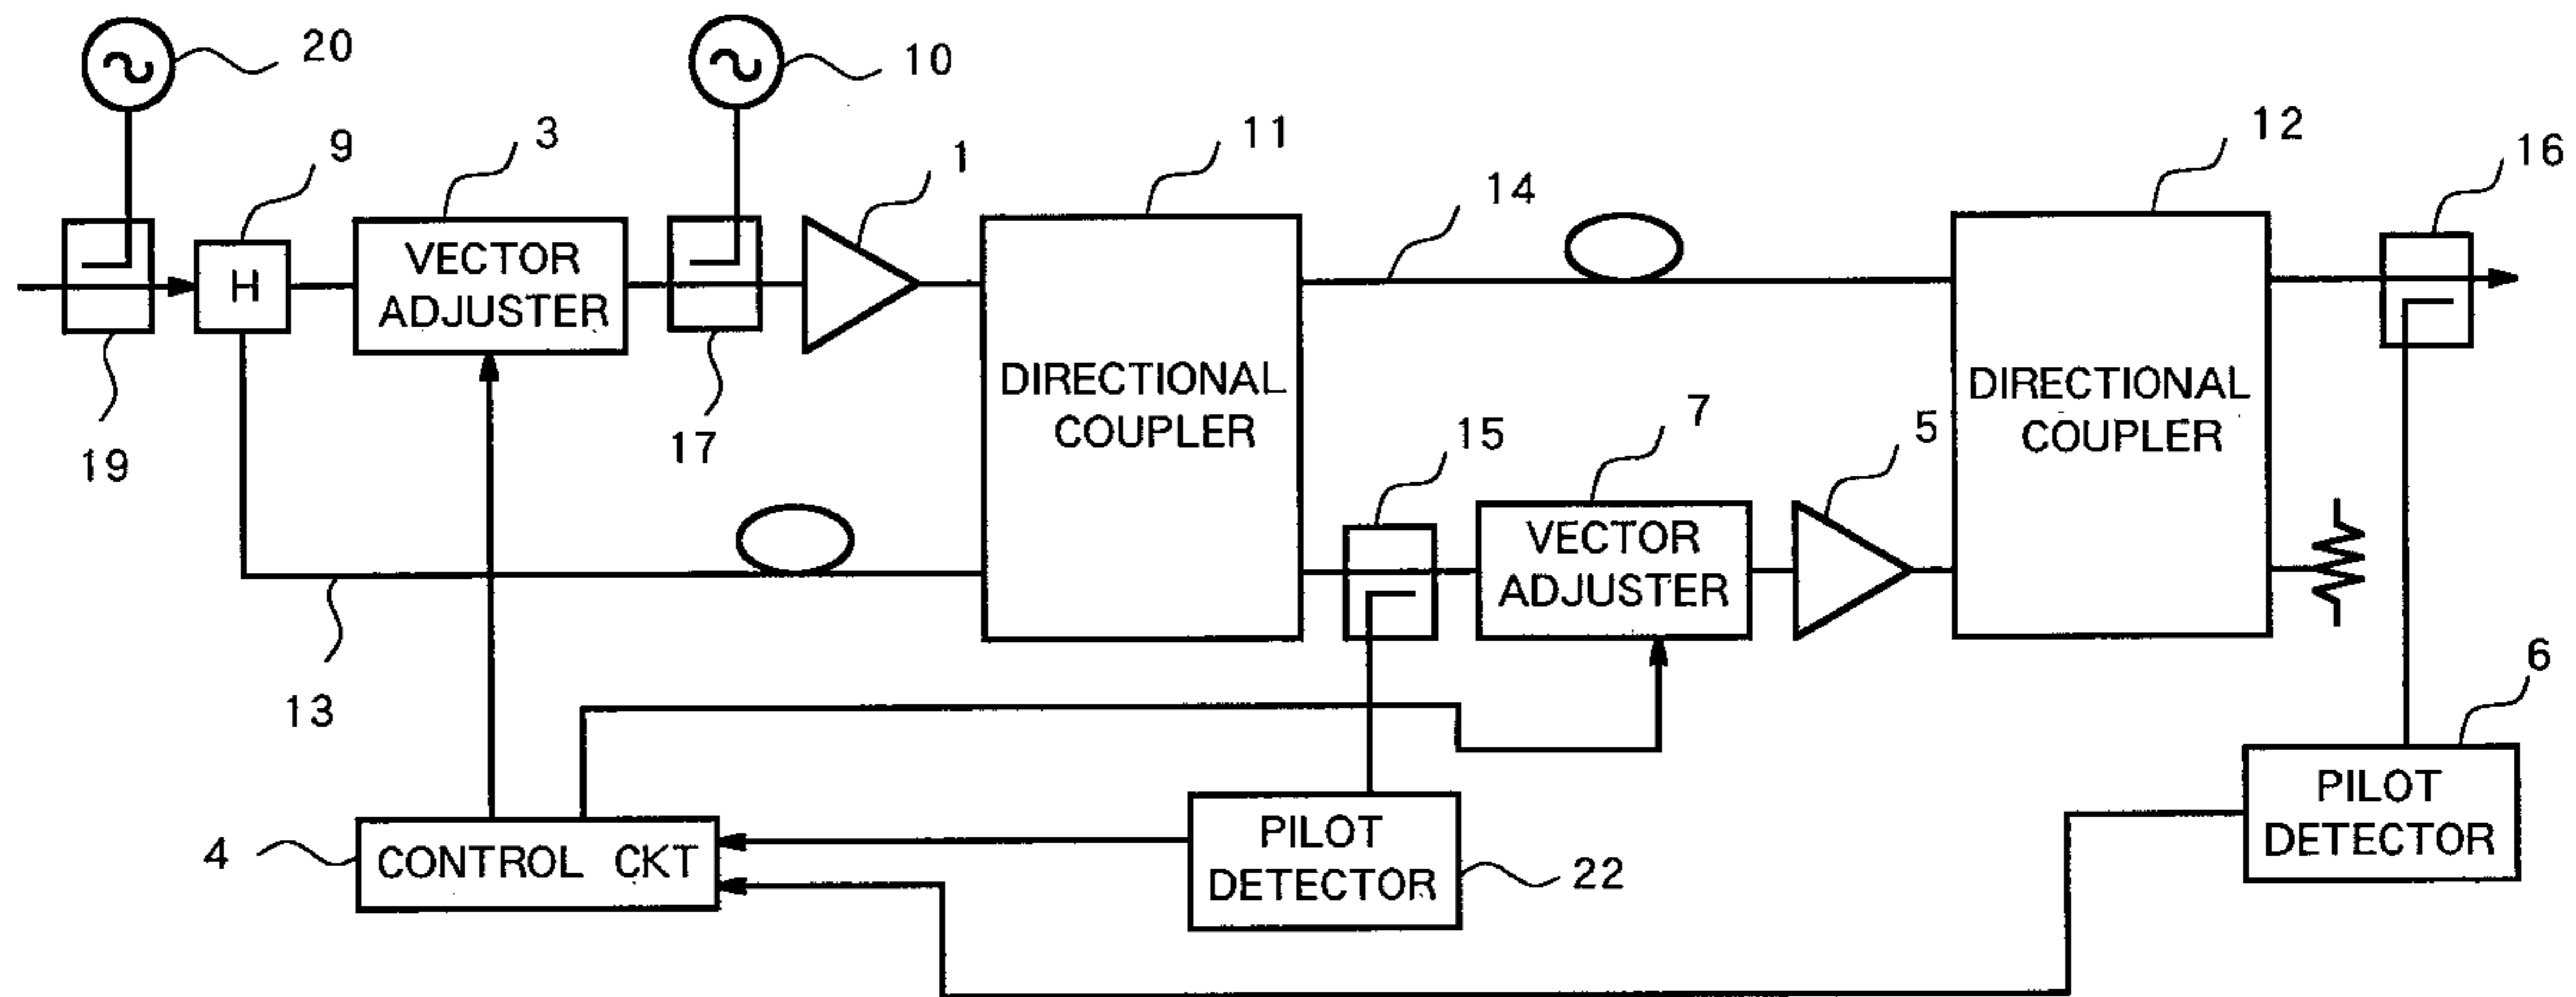 20
10
9
3
1
11
14
12
16
H
VECTOR
ADJUSTER
19
17
DIRECTIONAL
COUPLER
15
7
5
DIRECTIONAL
COUPLER
VECTOR
ADJUSTER
13
6
4
CONTROL CKT
PILOT
DETECTOR
22
PILOT
DETECTOR